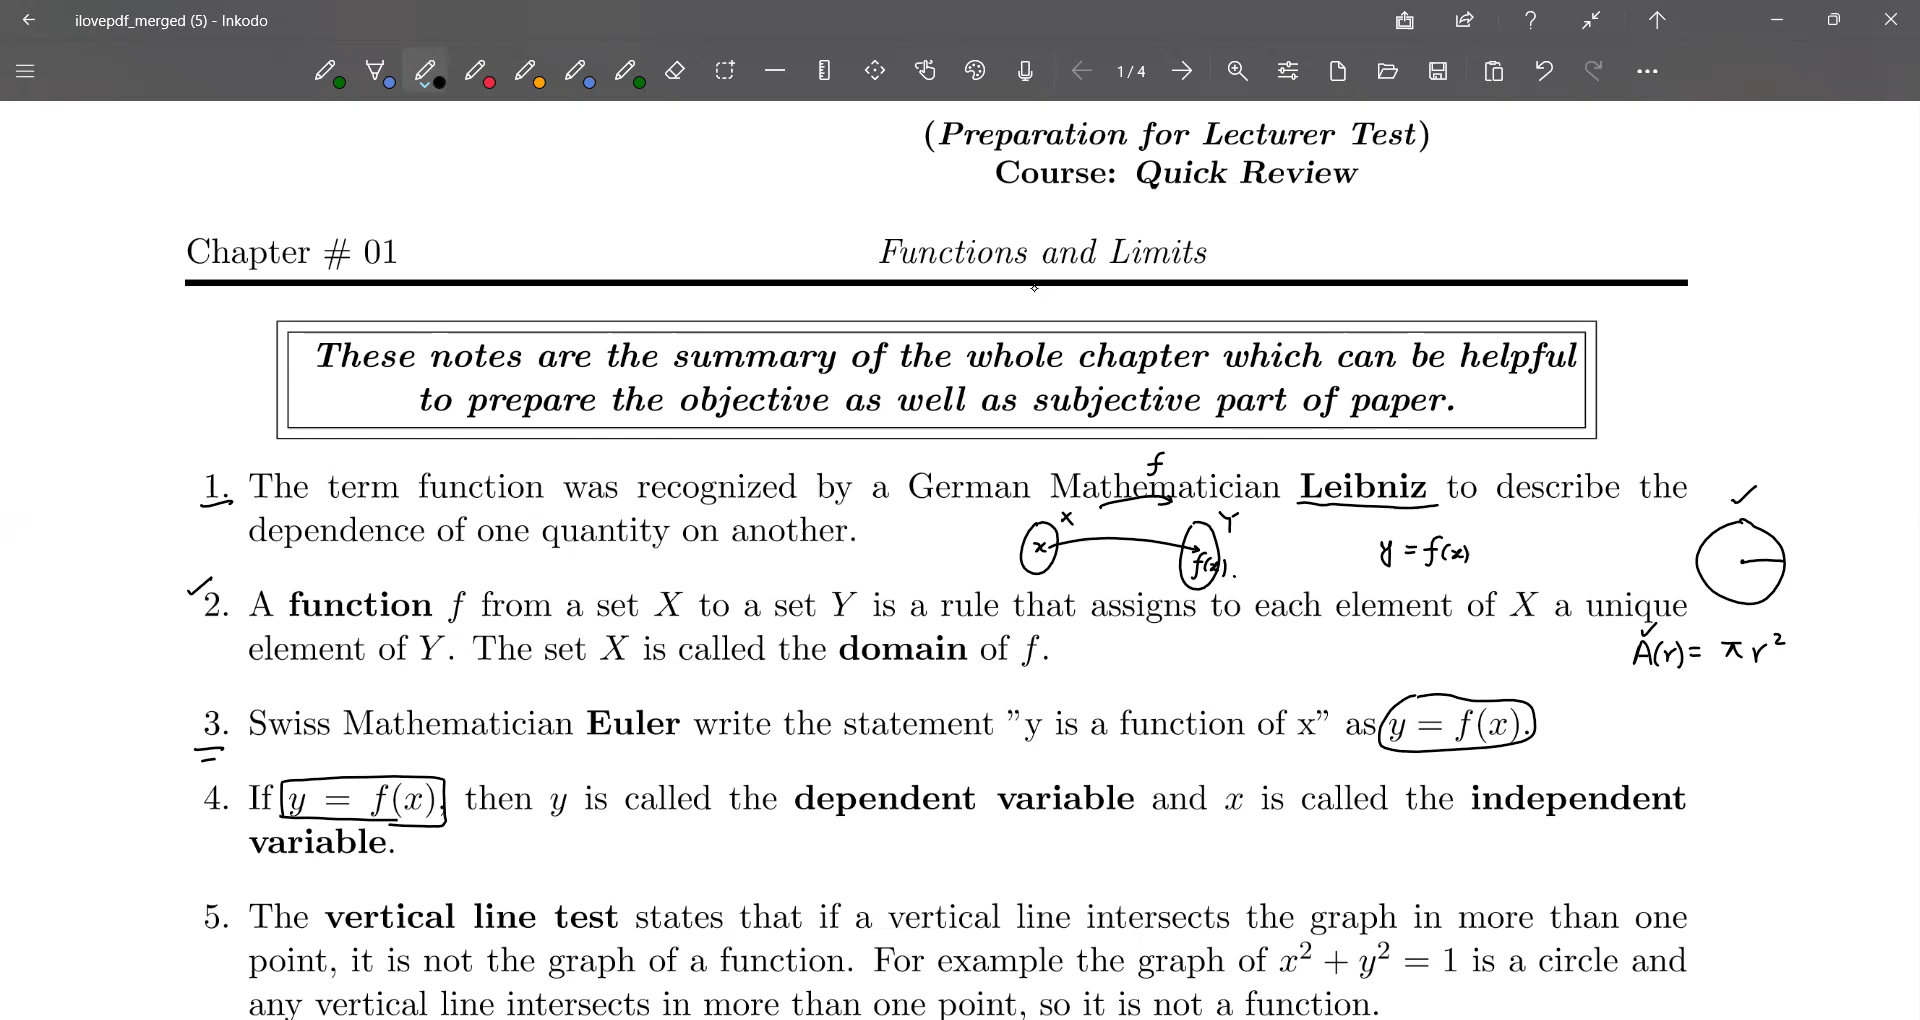 ilovepdf_merged (5) - Inkodo
1 / 4
(Preparation for Lecturer Test)
Course: Quick Review
Chapter # 01 Functions and Limits
These notes are the summary of the whole chapter which can be helpful
to prepare the objective as well as subjective part of paper.
f
1. The term function was recognized by a German Mathematician Leibniz to describe the
dependence of one quantity on another.
X Y
x f(x). y = f(x)
2. A function f from a set X to a set Y is a rule that assigns to each element of X a unique
element of Y. The set X is called the domain of f.
A(r) = πr²
3. Swiss Mathematician Euler write the statement ”y is a function of x” as y = f(x).
4. If y = f(x), then y is called the dependent variable and x is called the independent
variable.
5. The vertical line test states that if a vertical line intersects the graph in more than one
point, it is not the graph of a function. For example the graph of x² + y² = 1 is a circle and
any vertical line intersects in more than one point, so it is not a function.